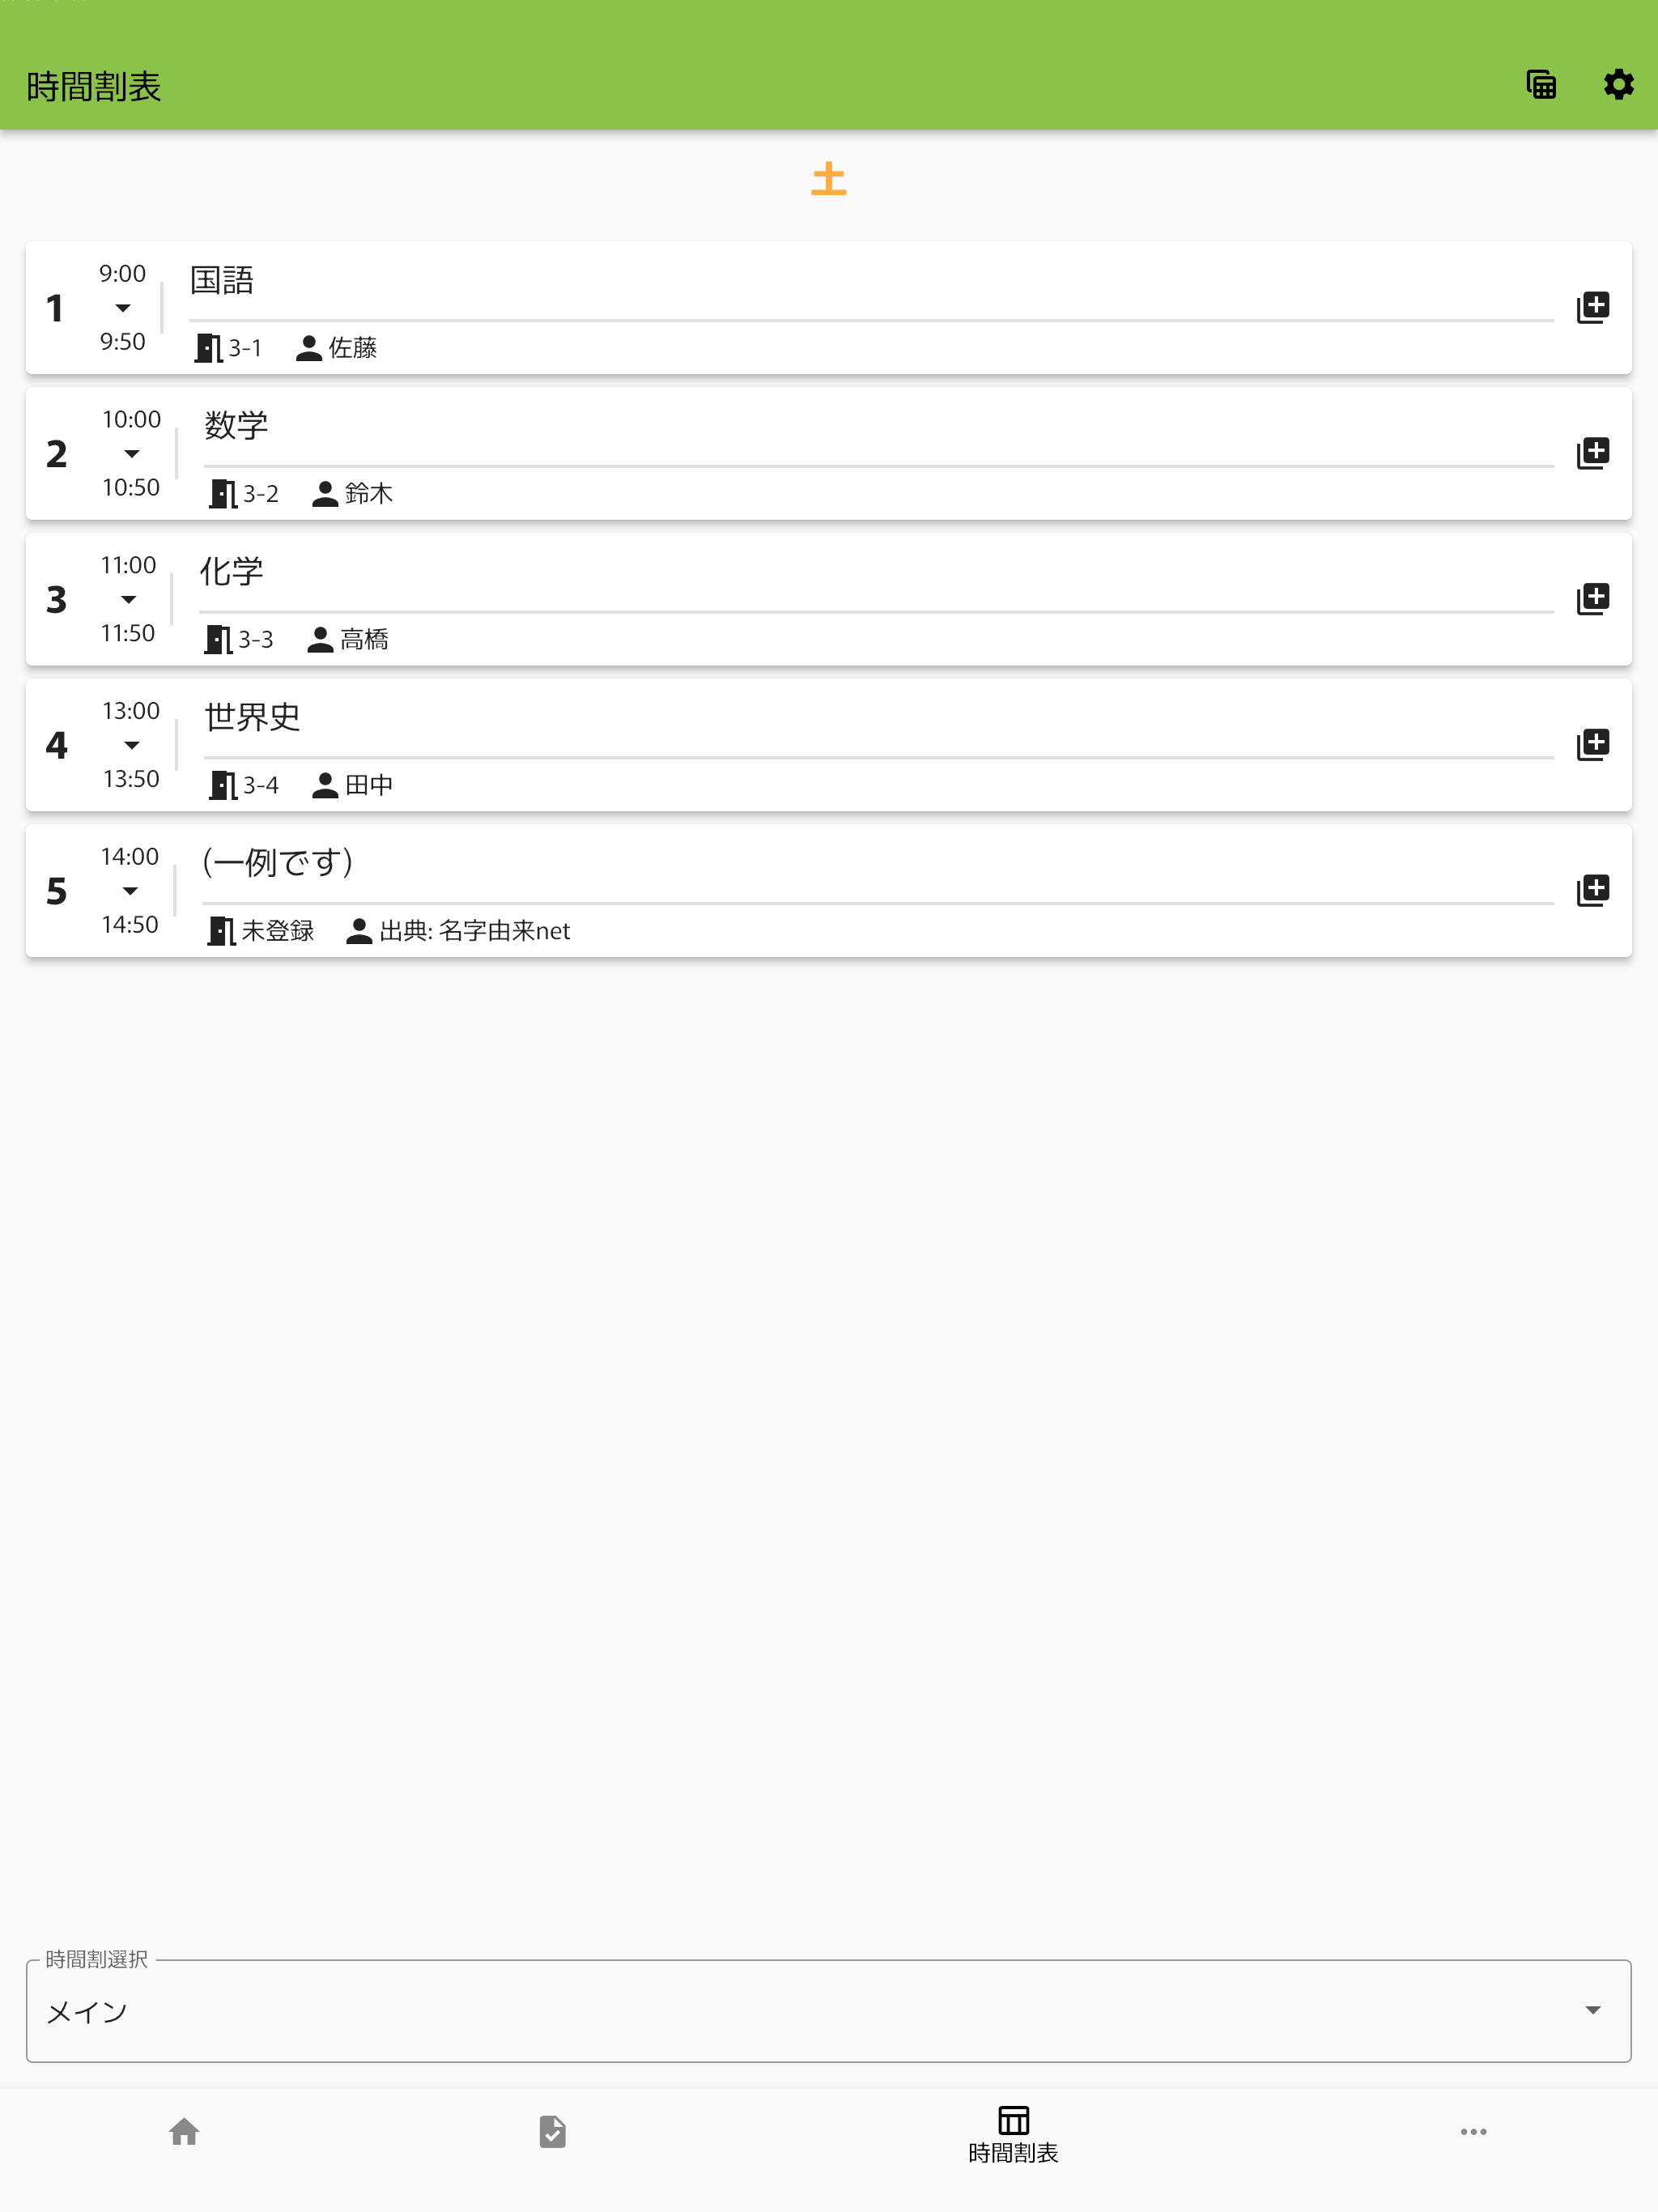 時間割表
土
1
9:00
9:50
国語
3-1 佐藤
2
10:00
10:50
数学
3-2 鈴木
3
11:00
11:50
化学
3-3 高橋
4
13:00
13:50
世界史
3-4 田中
5
14:00
14:50
(一例です)
未登録 出典: 名字由来net
時間割選択
メイン
時間割表